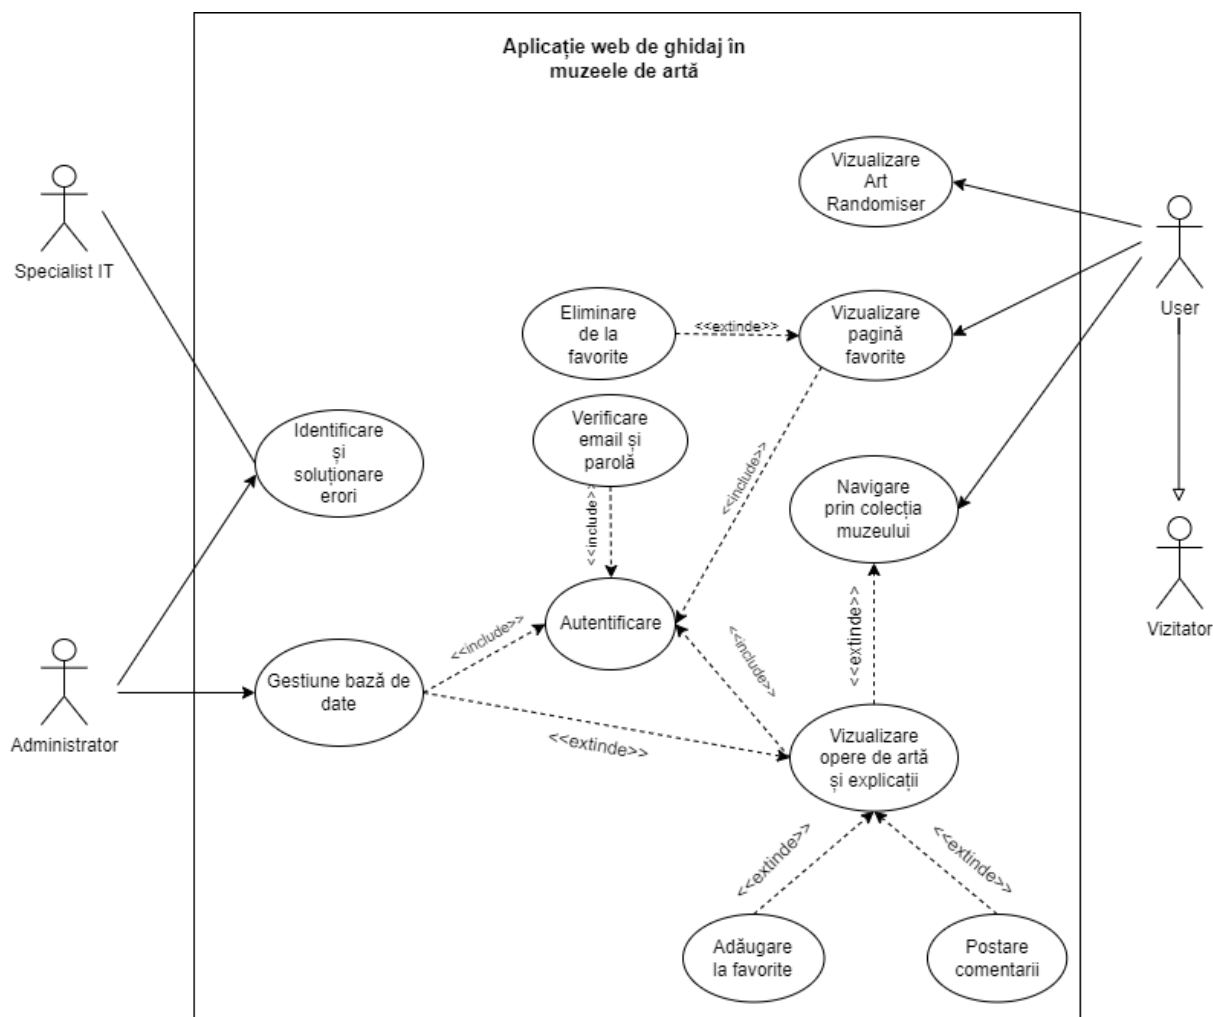 Aplicație web de ghidaj în
muzeele de artă
Vizualizare
Art
Randomiser
Specialist IT
User
Eliminare
de la
favorite
<<extinde>>
Vizualizare
pagină
favorite
Verificare
email și
parolă
Identificare
și
soluționare
erori
<<include>>
<<include>>
Navigare
prin colecția
muzeului
Autentificare
<<include>>
<<include>>
<<extinde>>
Vizitator
Gestiune bază de
date
Administrator
<<extinde>>
Vizualizare
opere de artă
și explicații
<<extinde>>
<<extinde>>
Adăugare
la favorite
Postare
comentarii